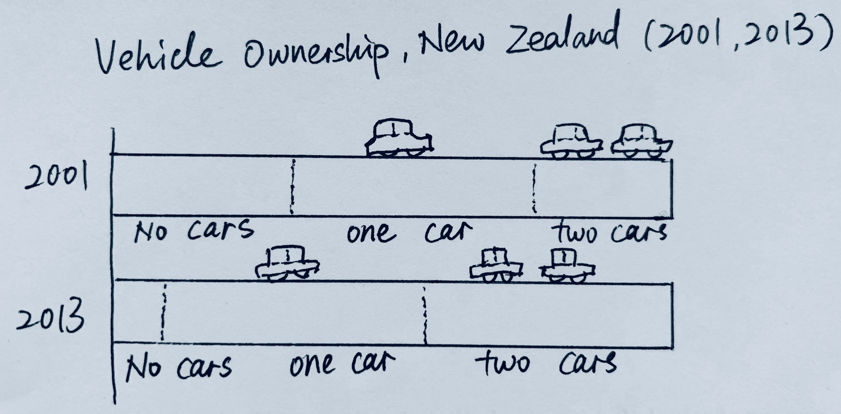 Vehicle Ownership, New Zealand (2001, 2013)
2001
No cars one car two cars
2013
No cars one car two cars